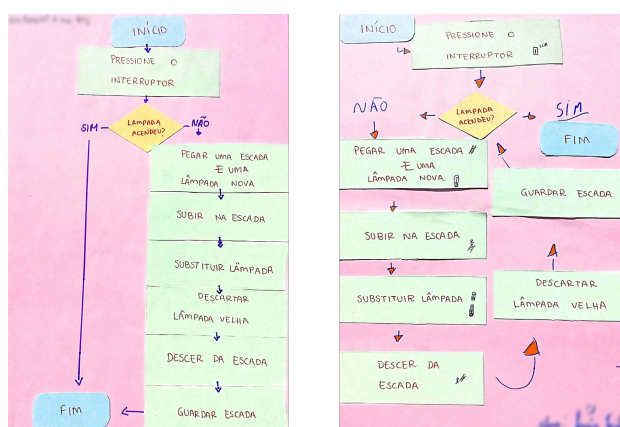 INÍCIO
PRESSIONE O
INTERRUPTOR
LAMPADA
ACENDEU?
SIM
NÃO
PEGAR UMA ESCADA
E UMA
LÂMPADA NOVA
SUBIR NA ESCADA
SUBSTITUIR LÂMPADA
DESCARTAR
LÂMPADA VELHA
DESCER DA ESCADA
GUARDAR ESCADA
FIM
INÍCIO
PRESSIONE O
INTERRUPTOR
LAMPADA
ACENDEU?
NÃO
SIM
FIM
PEGAR UMA ESCADA
E UMA
LÂMPADA NOVA
GUARDAR ESCADA
SUBIR NA ESCADA
DESCARTAR
LÂMPADA VELHA
SUBSTITUIR LÂMPADA
DESCER DA
ESCADA